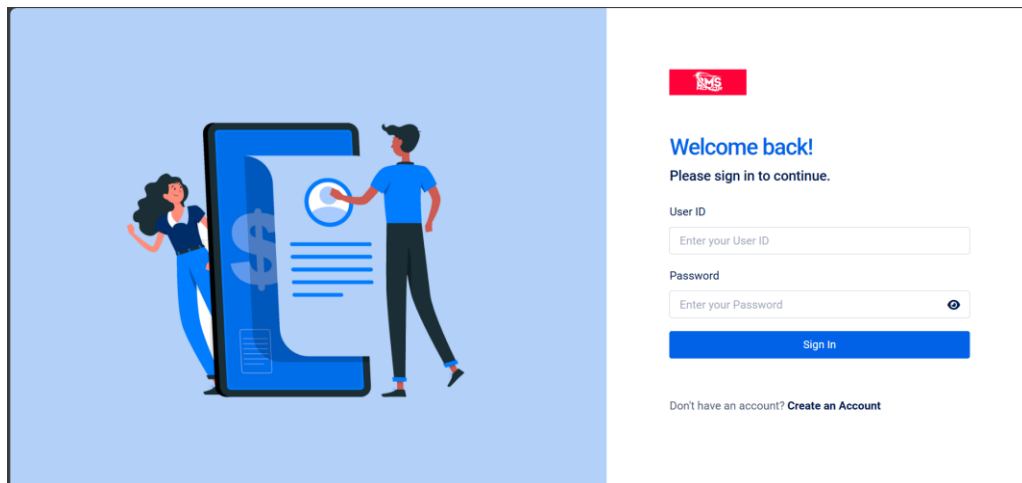 SMS
Welcome back!
Please sign in to continue.
User ID
Enter your User ID
Password
Enter your Password
Sign In
Don't have an account? Create an Account
$